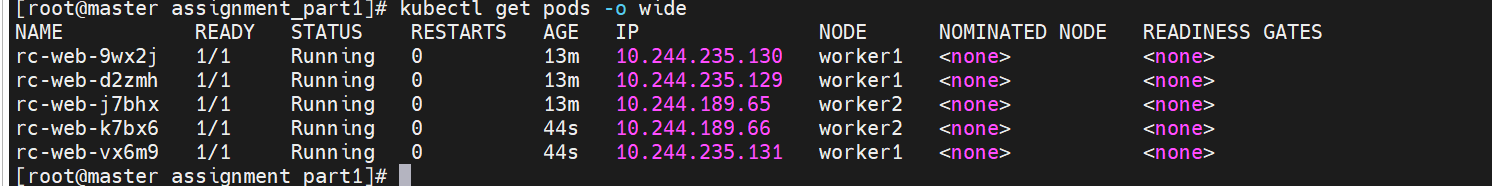 [root@master assignment_part1]# kubectl get pods -o wide
NAME READY STATUS RESTARTS AGE IP NODE NOMINATED NODE READINESS GATES
rc-web-9wx2j 1/1 Running 0 13m 10.244.235.130 worker1 <none> <none>
rc-web-d2zmh 1/1 Running 0 13m 10.244.235.129 worker1 <none> <none>
rc-web-j7bhx 1/1 Running 0 13m 10.244.189.65 worker2 <none> <none>
rc-web-k7bx6 1/1 Running 0 44s 10.244.189.66 worker2 <none> <none>
rc-web-vx6m9 1/1 Running 0 44s 10.244.235.131 worker1 <none> <none>
[root@master assignment_part1]#